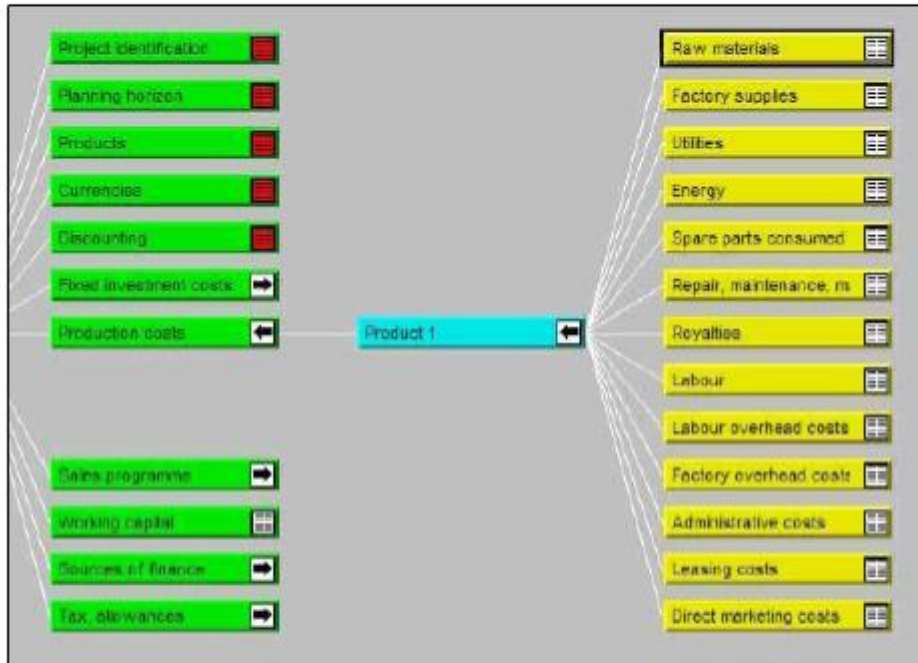 Project identification
Planning horizon
Products
Currencies
Discounting
Fixed investment costs
Production costs
Sales programme
Working capital
Sources of finance
Tax, allowances
Product 1
Raw materials
Factory supplies
Utilities
Energy
Spare parts consumed
Repair, maintenance, m
Royalties
Labour
Labour overhead costs
Factory overhead costs
Administrative costs
Leasing costs
Direct marketing costs